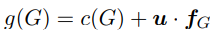 g(G) = c(G) + u · f_G